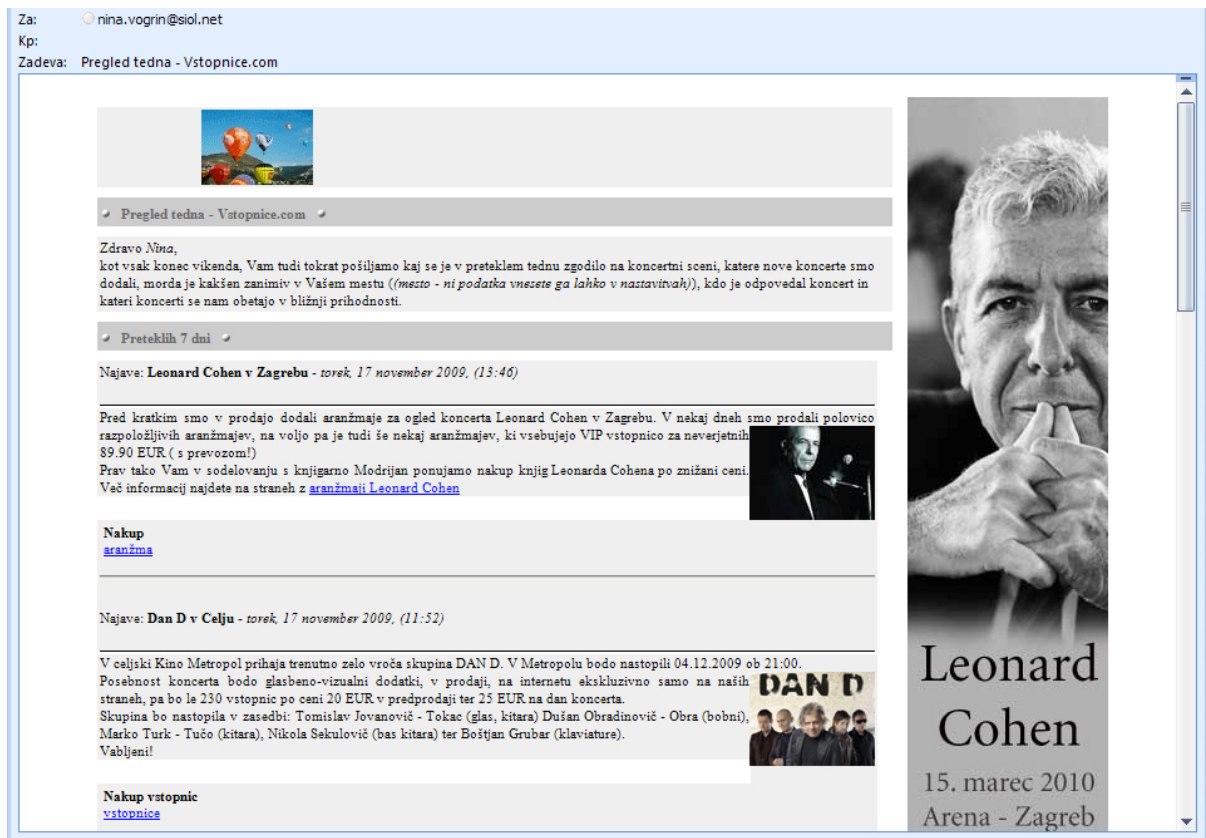 Za: nina.vogrin@siol.net
Kp:
Zadeva: Pregled tedna - Vstopnice.com
Pregled tedna - Vstopnice.com
Zdravo Nina,
kot vsak konec vikenda, Vam tudi tokrat pošiljamo kaj se je v preteklem tednu zgodilo na koncertni sceni, katere nove koncerte smo
dodali, morda je kakšen zanimiv v Vašem mestu ((mesto - ni podatka vnesete ga lahko v nastavitvah)), kdo je odpovedal koncert in
kateri koncerti se nam obetajo v bližnji prihodnosti.
Preteklih 7 dni
Najave: Leonard Cohen v Zagrebu - torek, 17 november 2009, (13:46)
Pred kratkim smo v prodajo dodali aranžmaje za ogled koncerta Leonard Cohen v Zagrebu. V nekaj dneh smo prodali polovico
razpoložljivih aranžmajev, na voljo pa je tudi še nekaj aranžmajev, ki vsebujejo VIP vstopnico za neverjetnih
89.90 EUR ( s prevozom!)
Prav tako Vam v sodelovanju s knjigarno Modrijan ponujamo nakup knjig Leonarda Cohena po znižani ceni.
Več informacij najdete na straneh z aranžmaji Leonard Cohen
Nakup
aranžma
Najave: Dan D v Celju - torek, 17 november 2009, (11:52)
V celjski Kino Metropol prihaja trenutno zelo vroča skupina DAN D. V Metropolu bodo nastopili 04.12.2009 ob 21:00.
Posebnost koncerta bodo glasbeno-vizualni dodatki, v prodaji, na internetu ekskluzivno samo na naših
straneh, pa bo le 230 vstopnic po ceni 20 EUR v predprodaji ter 25 EUR na dan koncerta.
Skupina bo nastopila v zasedbi: Tomislav Jovanovič - Tokac (glas, kitara) Dušan Obradinovič - Obra (bobni),
Marko Turk - Tučo (kitara), Nikola Sekulovič (bas kitara) ter Boštjan Grubar (klaviature).
Vabljeni!
DAN D
Nakup vstopnic
vstopnice
Leonard
Cohen
15. marec 2010
Arena - Zagreb